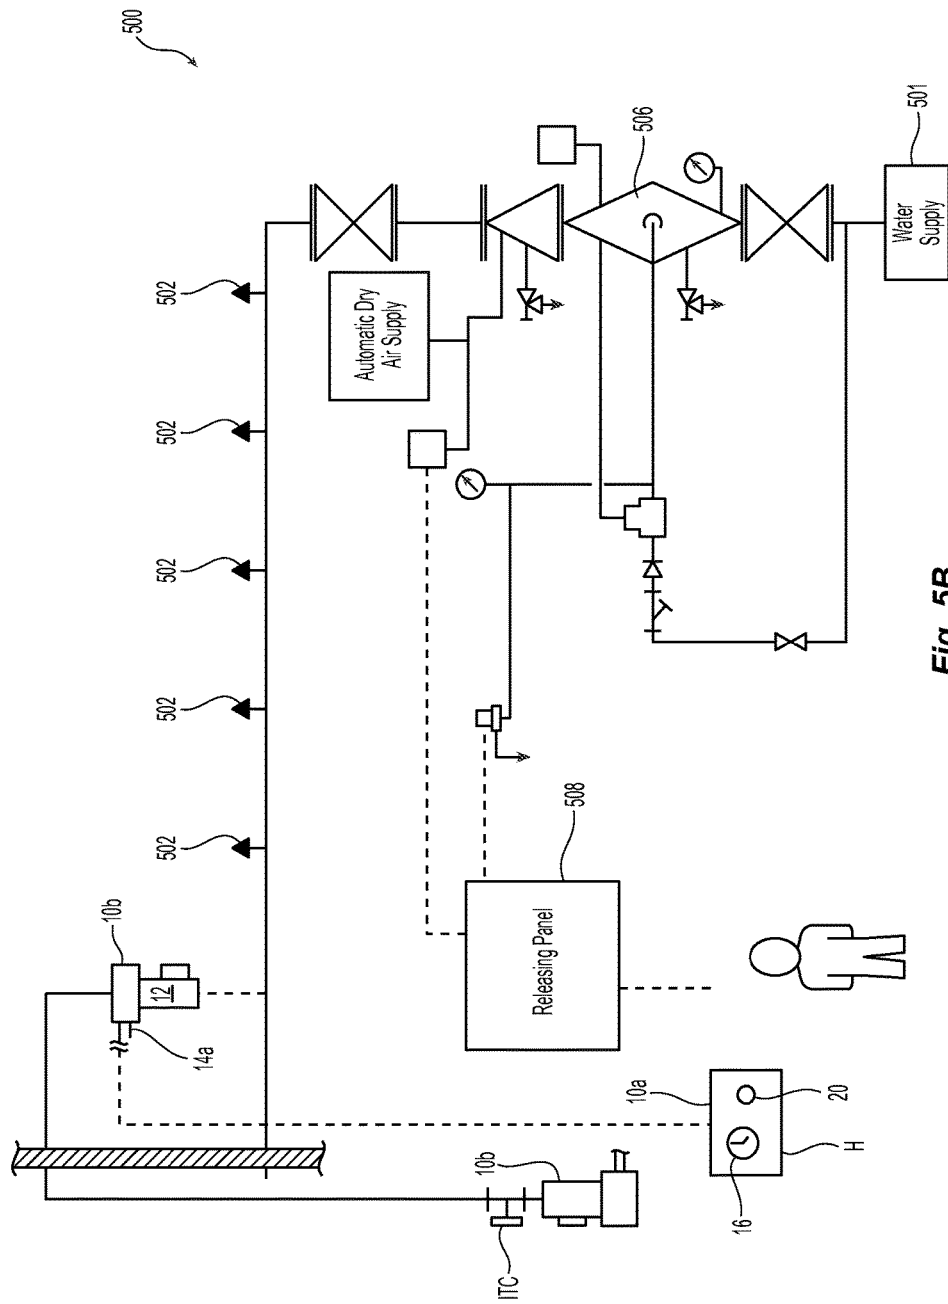 500
10b
12
502
502
502
502
502
14a
Automatic Dry
Air Supply
ITC
10b
Releasing Panel
508
10a
506
16
20
H
Water
Supply
501
Fig. 5B